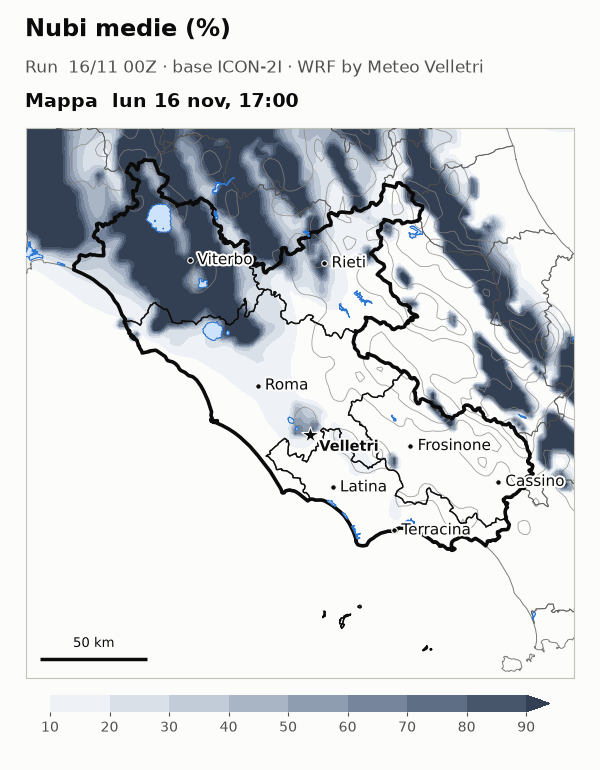 Nubi medie (%)
Run 16/11 00Z · base ICON-2I · WRF by Meteo Velletri
Mappa lun 16 nov, 17:00
Viterbo
Rieti
Roma
Velletri
Frosinone
Cassino
Latina
Terracina
50 km
10 20 30 40 50 60 70 80 90